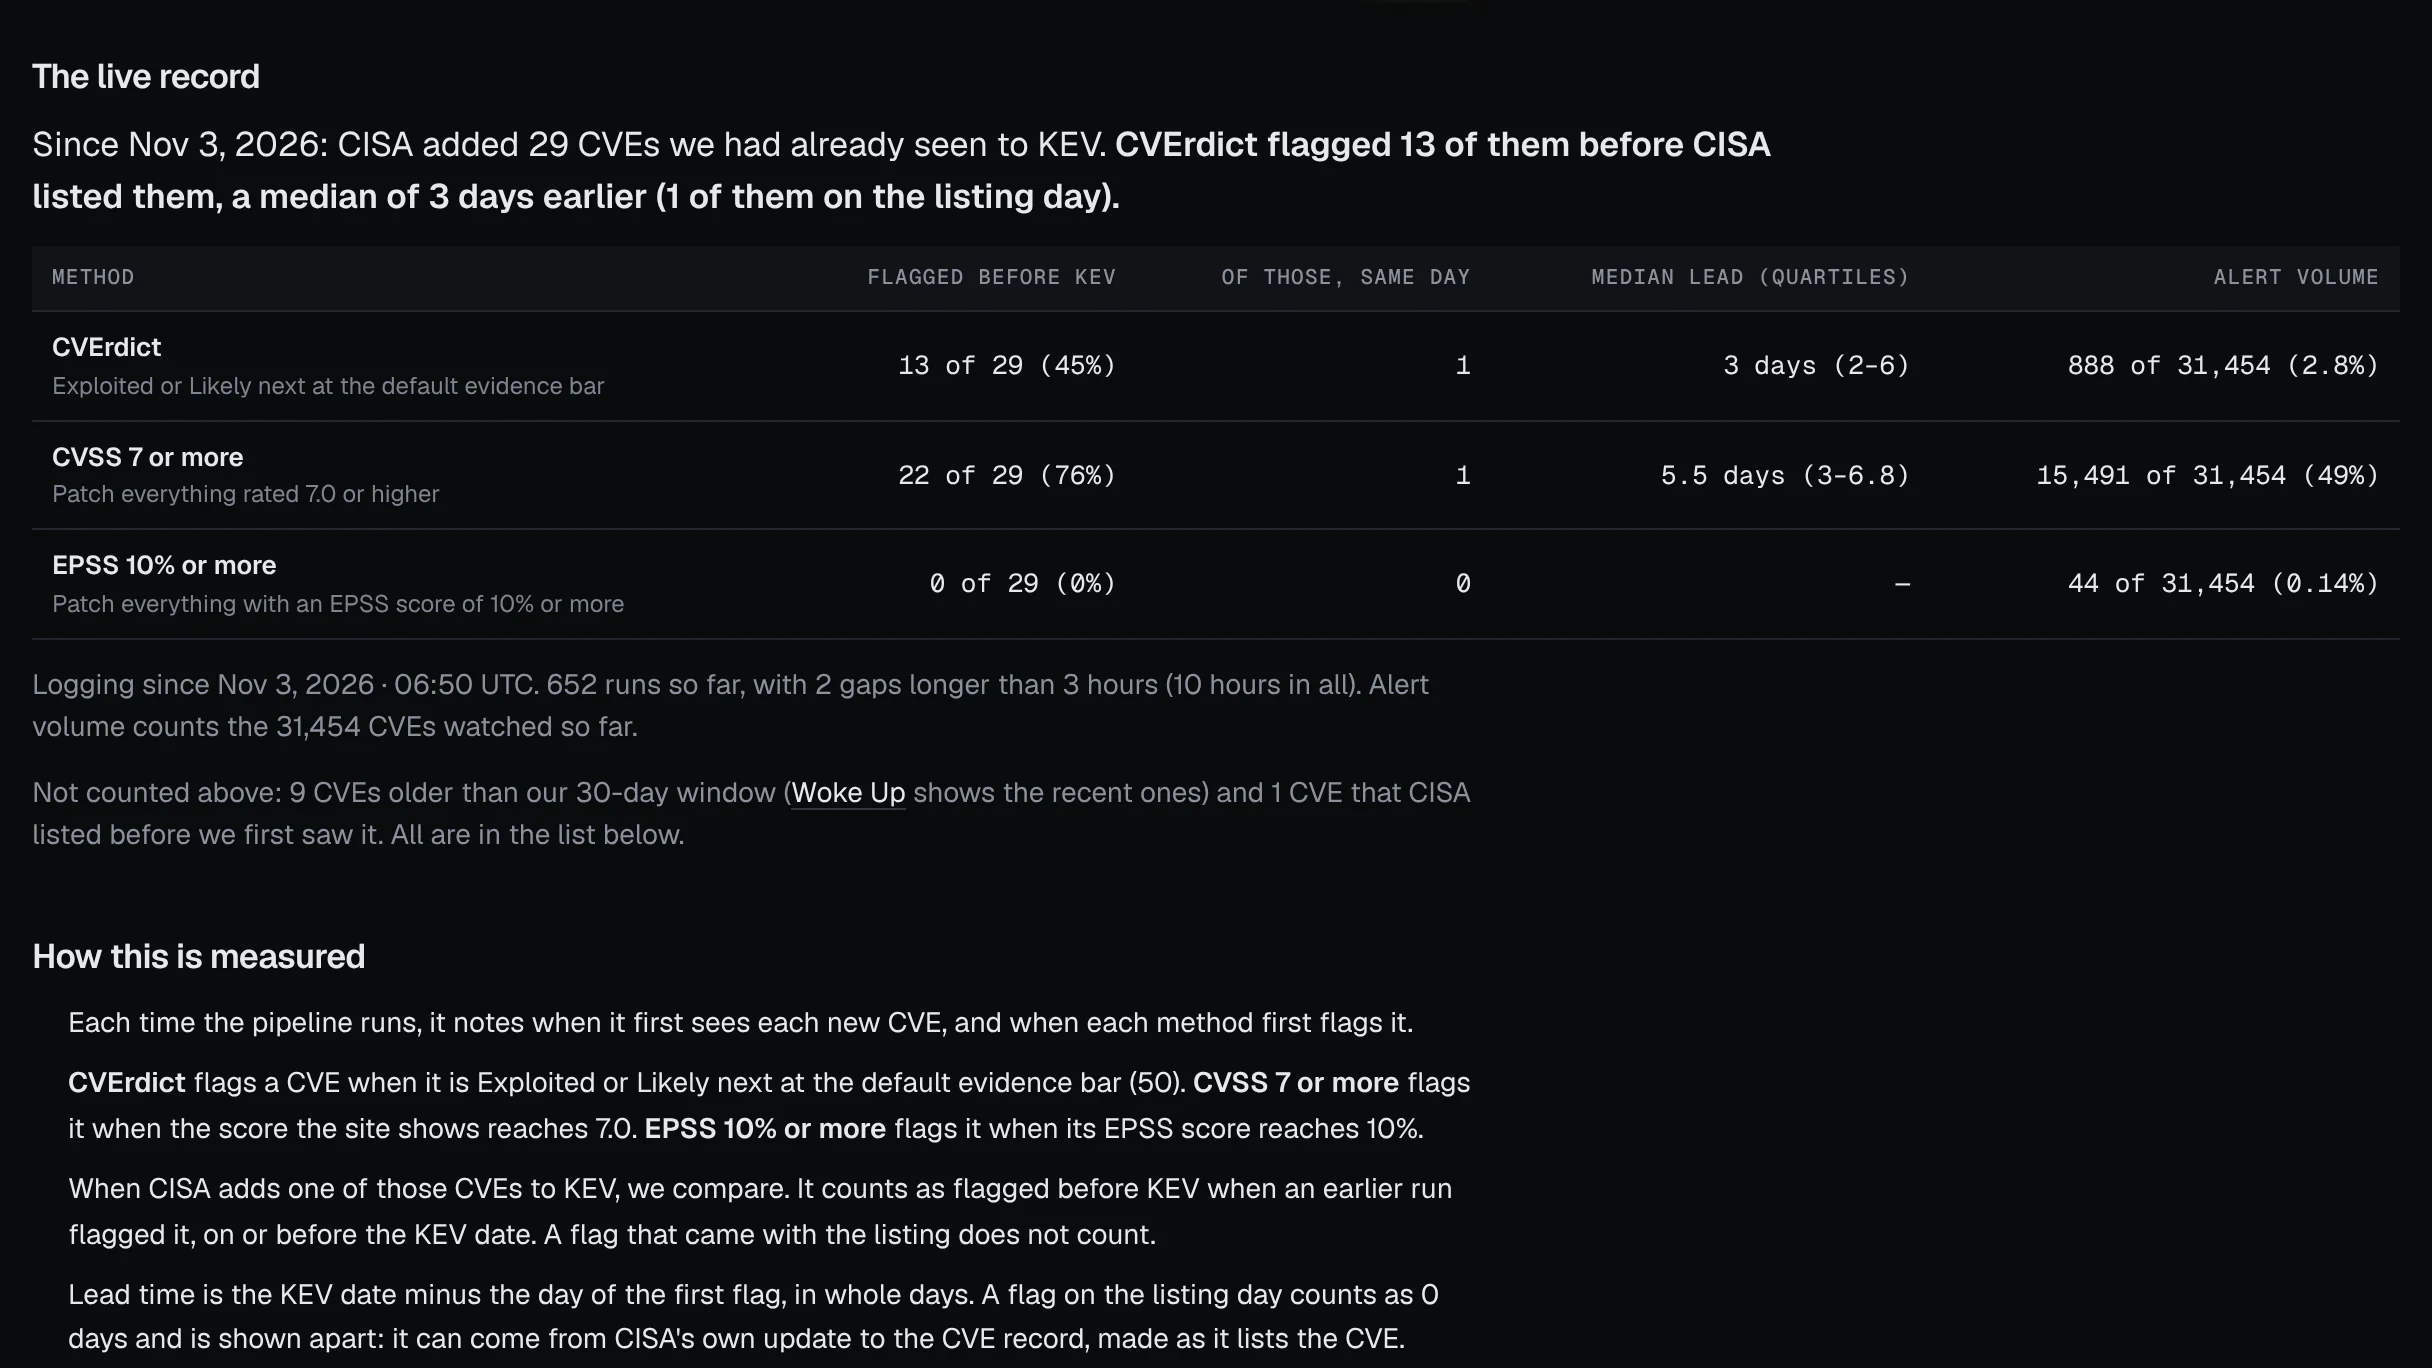 The live record
Since Nov 3, 2026: CISA added 29 CVEs we had already seen to KEV. CVErdict flagged 13 of them before CISA
listed them, a median of 3 days earlier (1 of them on the listing day).
METHOD FLAGGED BEFORE KEV OF THOSE, SAME DAY MEDIAN LEAD (QUARTILES) ALERT VOLUME
CVErdict
Exploited or Likely next at the default evidence bar
13 of 29 (45%) 1 3 days (2–6) 888 of 31,454 (2.8%)
CVSS 7 or more
Patch everything rated 7.0 or higher
22 of 29 (76%) 1 5.5 days (3–6.8) 15,491 of 31,454 (49%)
EPSS 10% or more
Patch everything with an EPSS score of 10% or more
0 of 29 (0%) 0 — 44 of 31,454 (0.14%)
Logging since Nov 3, 2026 · 06:50 UTC. 652 runs so far, with 2 gaps longer than 3 hours (10 hours in all). Alert
volume counts the 31,454 CVEs watched so far.
Not counted above: 9 CVEs older than our 30-day window (Woke Up shows the recent ones) and 1 CVE that CISA
listed before we first saw it. All are in the list below.
How this is measured
Each time the pipeline runs, it notes when it first sees each new CVE, and when each method first flags it.
CVErdict flags a CVE when it is Exploited or Likely next at the default evidence bar (50). CVSS 7 or more flags
it when the score the site shows reaches 7.0. EPSS 10% or more flags it when its EPSS score reaches 10%.
When CISA adds one of those CVEs to KEV, we compare. It counts as flagged before KEV when an earlier run
flagged it, on or before the KEV date. A flag that came with the listing does not count.
Lead time is the KEV date minus the day of the first flag, in whole days. A flag on the listing day counts as 0
days and is shown apart: it can come from CISA's own update to the CVE record, made as it lists the CVE.